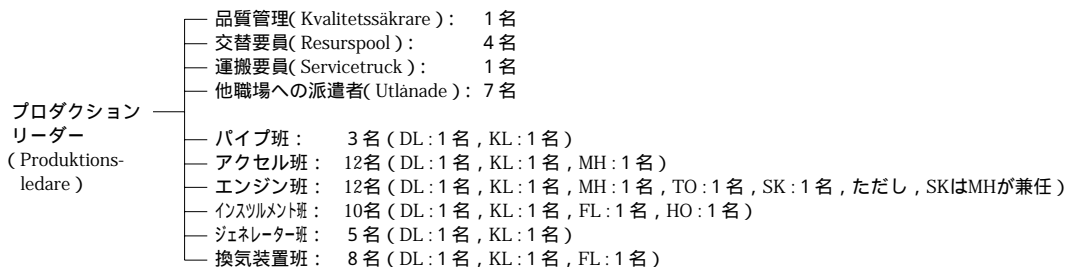 品質管理(Kvalitetssäkrare): 1名
交替要員(Resurspool): 4名
運搬要員(Servicetruck): 1名
他職場への派遣者(Utlånade): 7名
プロダクション
リーダー
(Produktions-
ledare)
パイプ班: 3名(DL:1名,KL:1名)
アクセル班: 12名(DL:1名,KL:1名,MH:1名)
エンジン班: 12名(DL:1名,KL:1名,MH:1名,TO:1名,SK:1名,ただし,SKはMHが兼任)
インスツルメント班: 10名(DL:1名,KL:1名,FL:1名,HO:1名)
ジェネレーター班: 5名(DL:1名,KL:1名)
換気装置班: 8名(DL:1名,KL:1名,FL:1名)